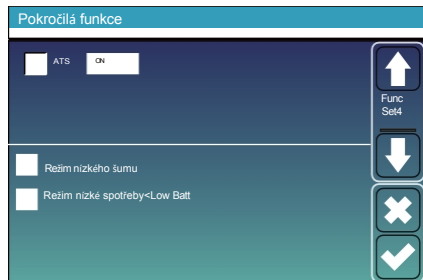 Pokročilá funkce
ATS ON
Func
Set4
Režim nízkého šumu
Režim nízké spotřeby<Low Batt